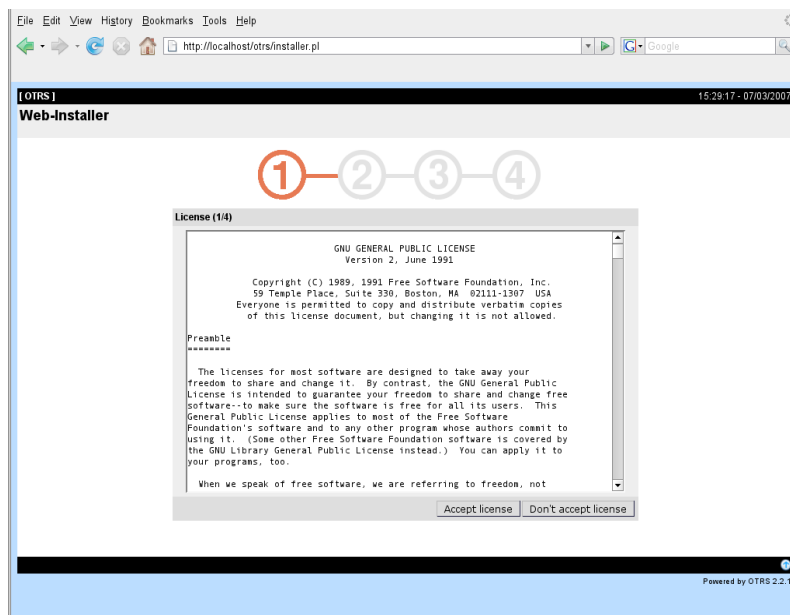 File Edit View History Bookmarks Tools Help
http://localhost/otrs/installer.pl
G Google
[ OTRS ] 15:29:17 - 07/03/2007
Web-Installer
1 2 3 4
License (1/4)
GNU GENERAL PUBLIC LICENSE
Version 2, June 1991
Copyright (C) 1989, 1991 Free Software Foundation, Inc.
59 Temple Place, Suite 330, Boston, MA 02111-1307 USA
Everyone is permitted to copy and distribute verbatim copies
of this license document, but changing it is not allowed.
Preamble
========
The licenses for most software are designed to take away your
freedom to share and change it. By contrast, the GNU General Public
License is intended to guarantee your freedom to share and change free
software--to make sure the software is free for all its users. This
General Public License applies to most of the Free Software
Foundation's software and to any other program whose authors commit to
using it. (Some other Free Software Foundation software is covered by
the GNU Library General Public License instead.) You can apply it to
your programs, too.
When we speak of free software, we are referring to freedom, not
Accept license Don't accept license
Powered by OTRS 2.2.1